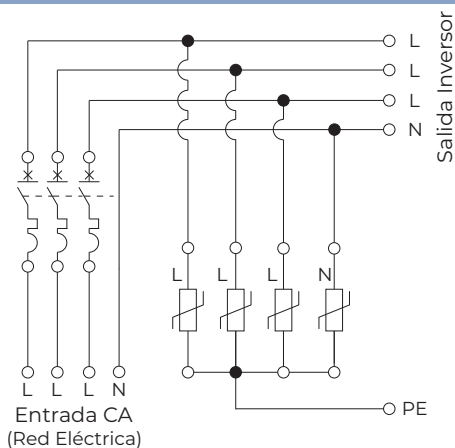 L
L
L
N
Salida Inversor
L L L N
PE
L L L N
Entrada CA
(Red Eléctrica)